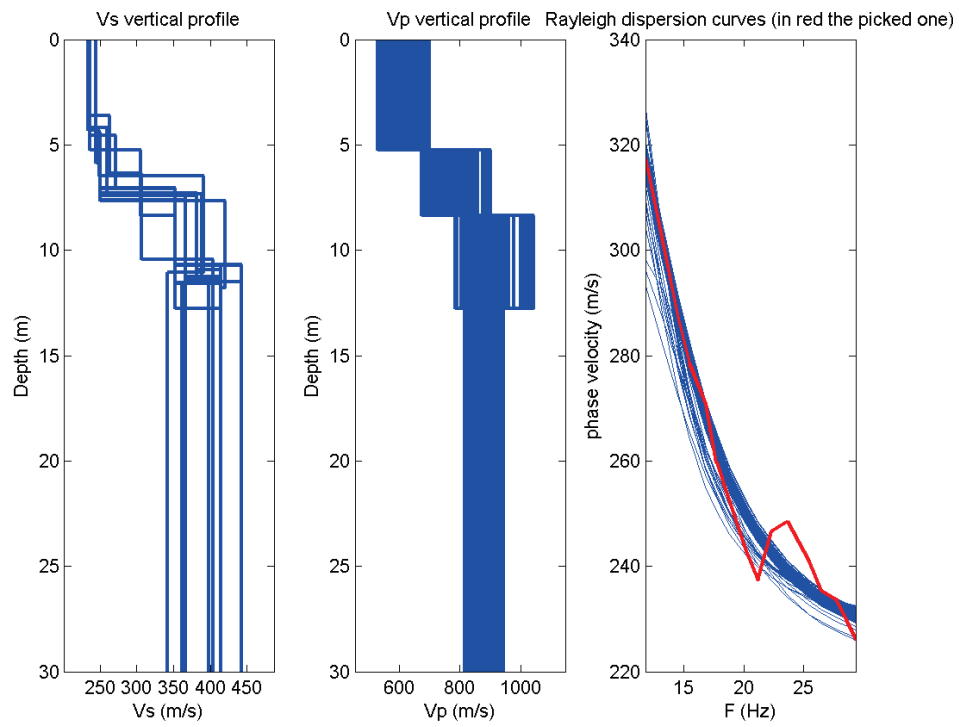 Vs vertical profile
Vp vertical profile
Rayleigh dispersion curves (in red the picked one)
0
5
10
15
20
25
30
Depth (m)
250 300 350 400 450
Vs (m/s)
0
5
10
15
20
25
30
Depth (m)
600 800 1000
Vp (m/s)
340
320
300
280
260
240
220
phase velocity (m/s)
15 20 25
F (Hz)